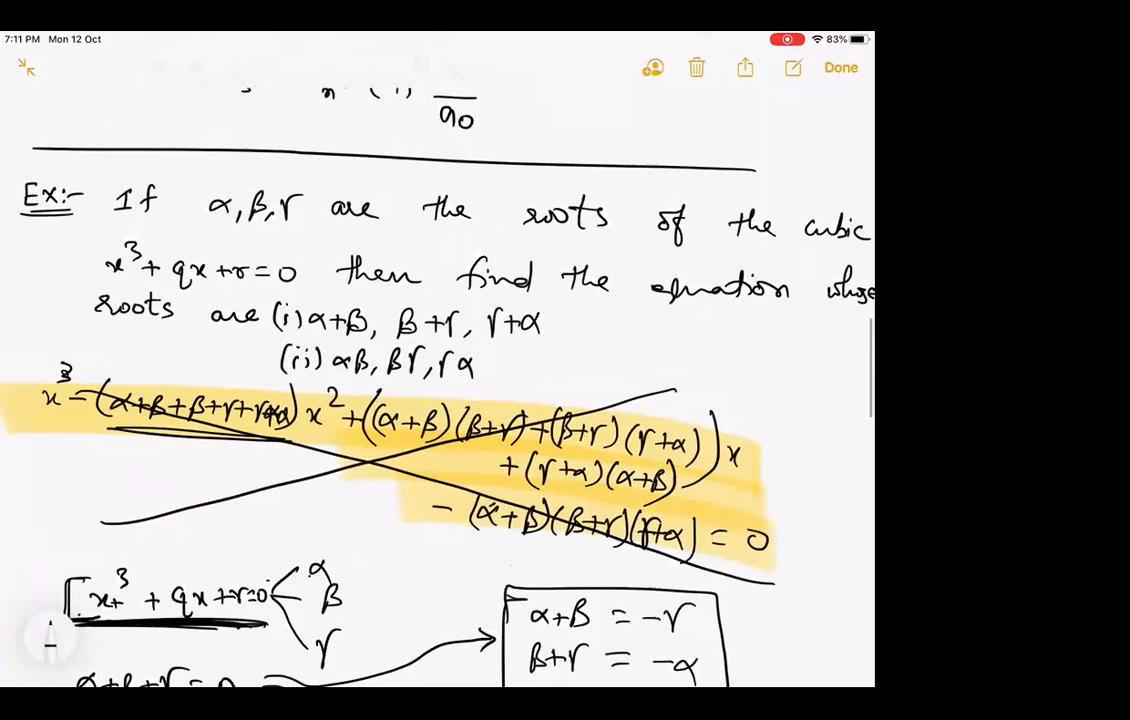 7:11 PM Mon 12 Oct
83%
Done
a0
Ex:- If α, β, γ are the roots of the cubic
x³ + qx + r = 0 then find the equation whose
roots are (i) α+β, β+γ, γ+α
(ii) αβ, βγ, γα
x³ - (α+β+β+γ+γ+α) x² + ((α+β)(β+γ) + (β+γ)(γ+α)
+ (γ+α)(α+β)) x
- (α+β)(β+γ)(γ+α) = 0
x³ + qx + r = 0
α
β
γ
α+β = -γ
β+γ = -α
α+β+γ = 0